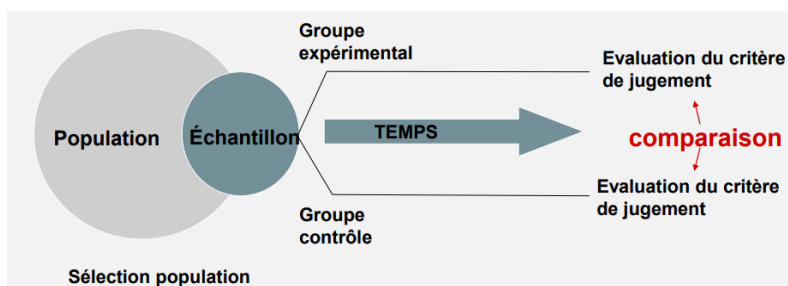 Groupe
expérimental
Evaluation du critère
de jugement
Population
Échantillon
TEMPS
comparaison
Evaluation du critère
de jugement
Groupe
contrôle
Sélection population